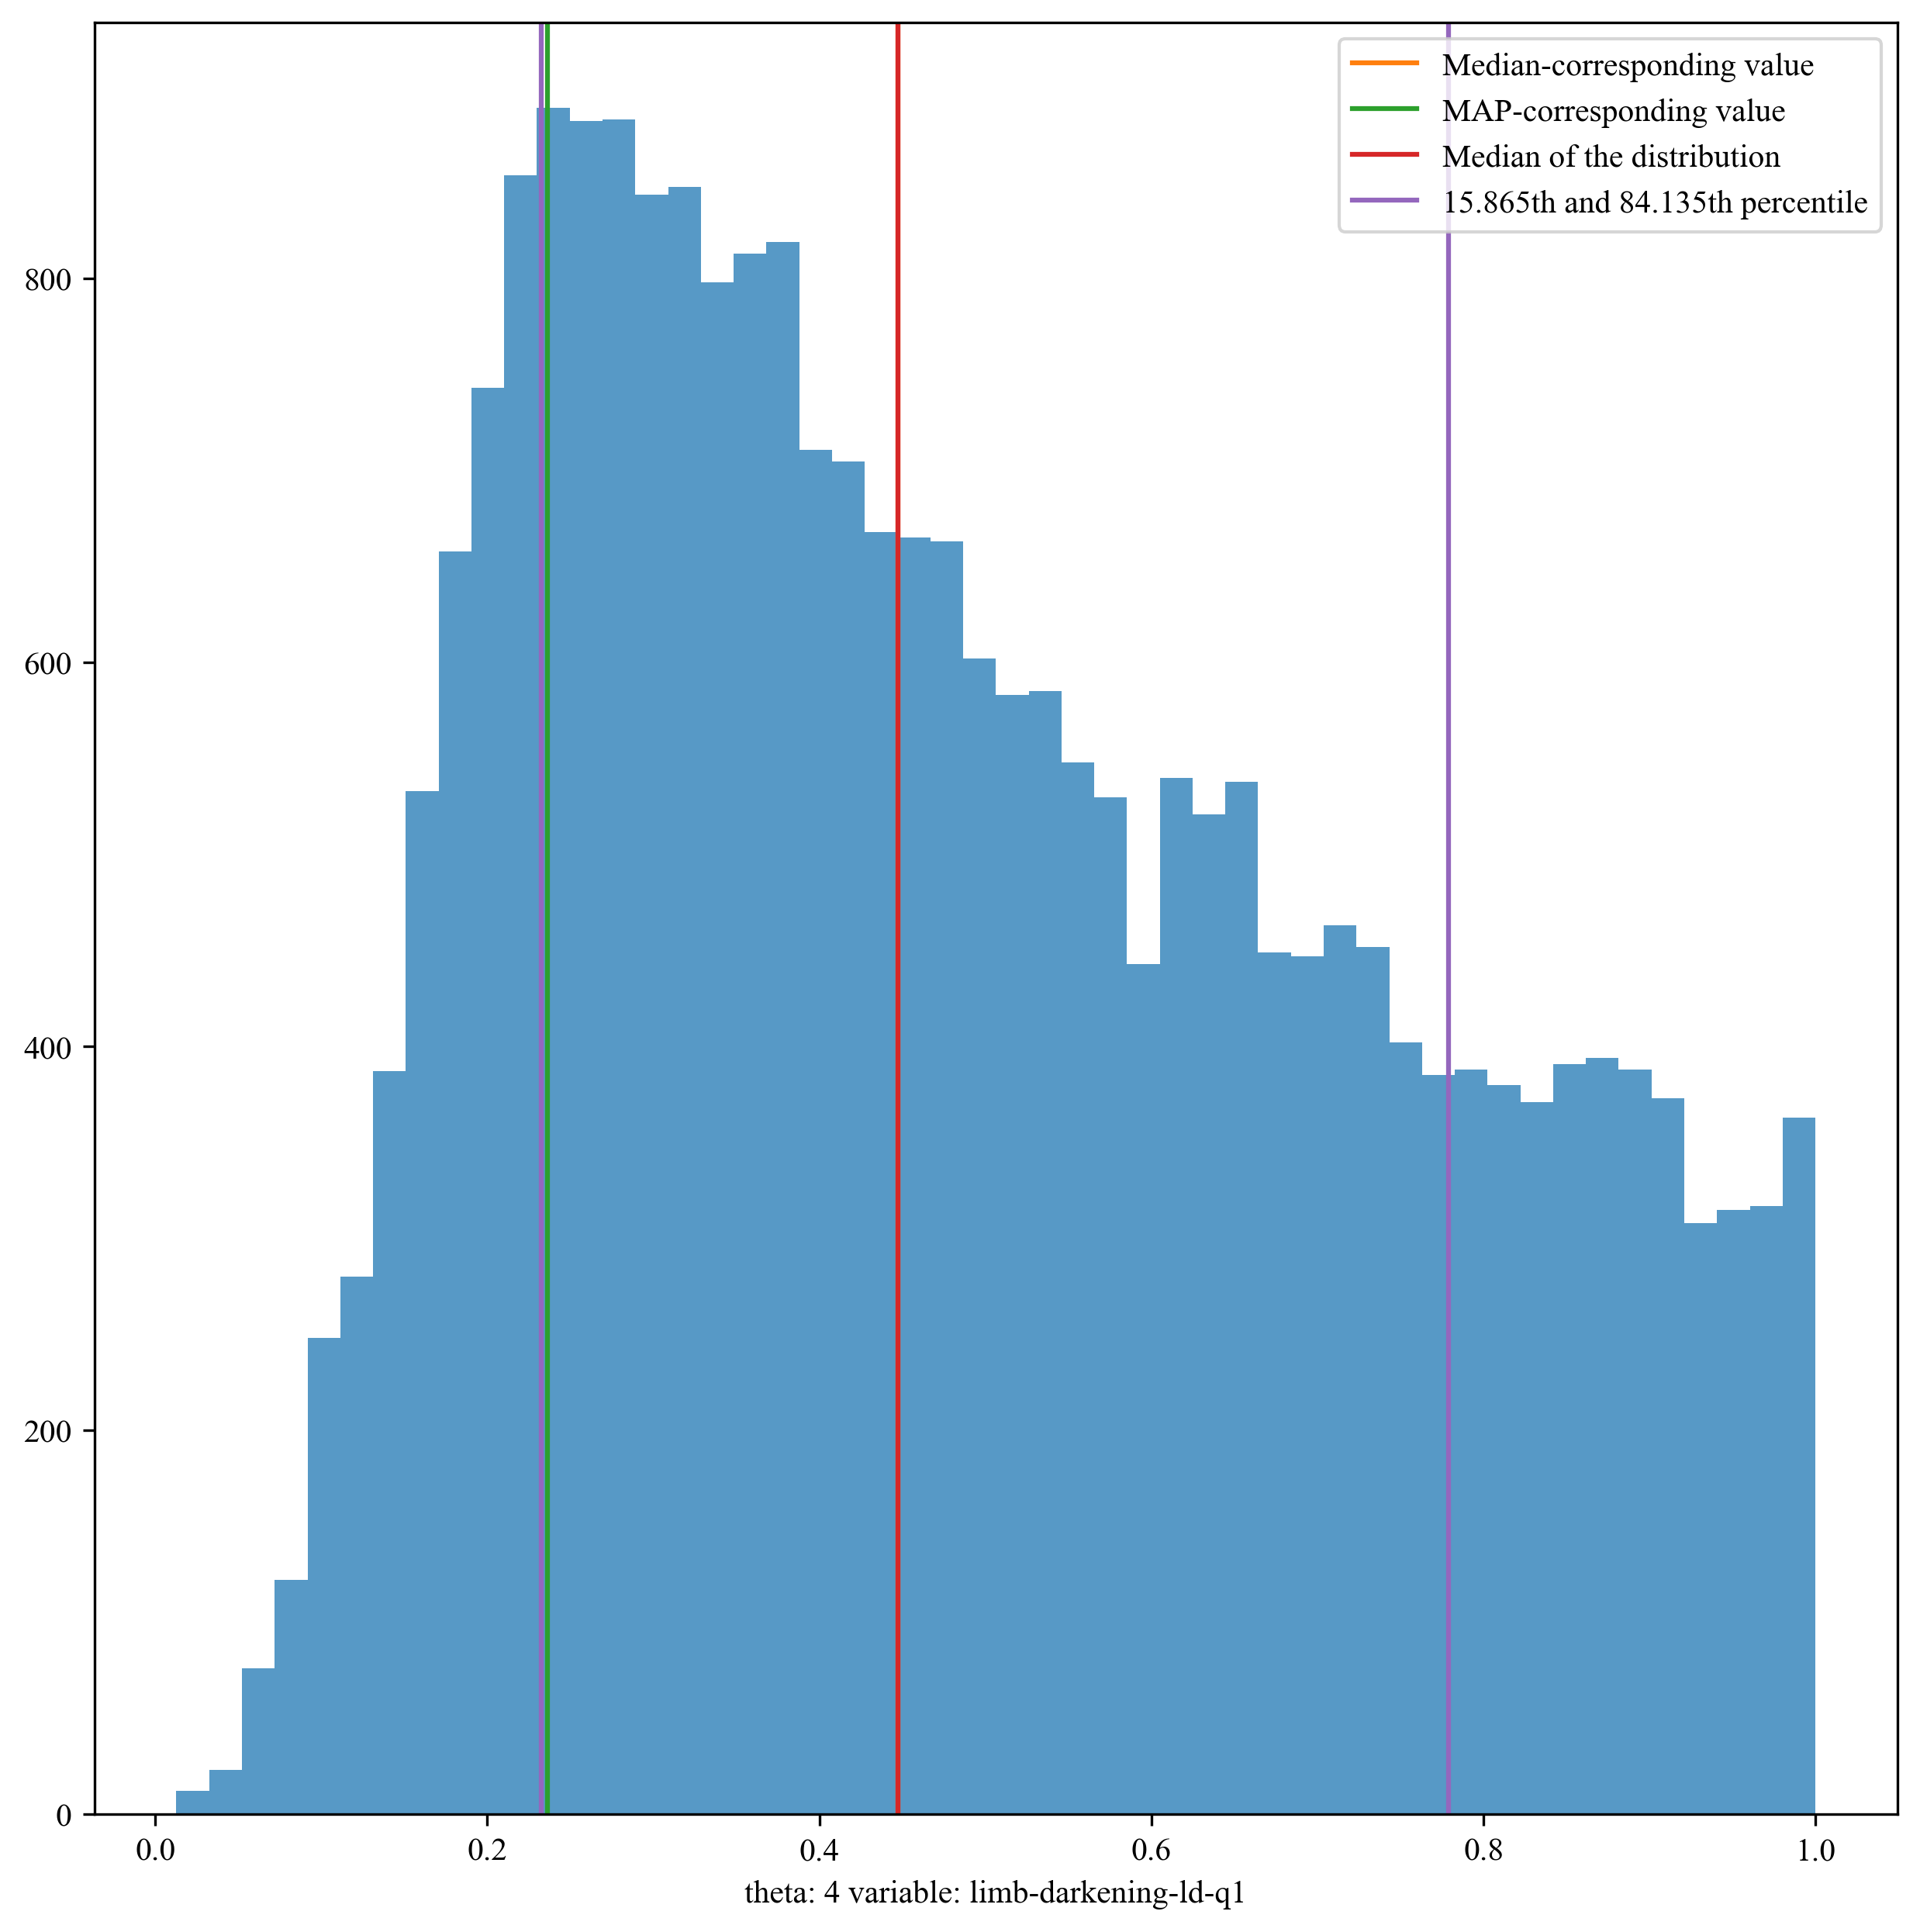 Median-corresponding value
MAP-corresponding value
Median of the distribution
15.865th and 84.135th percentile
800
600
400
200
0
0.0 0.2 0.4 0.6 0.8 1.0
theta: 4 variable: limb-darkening-ld-q1